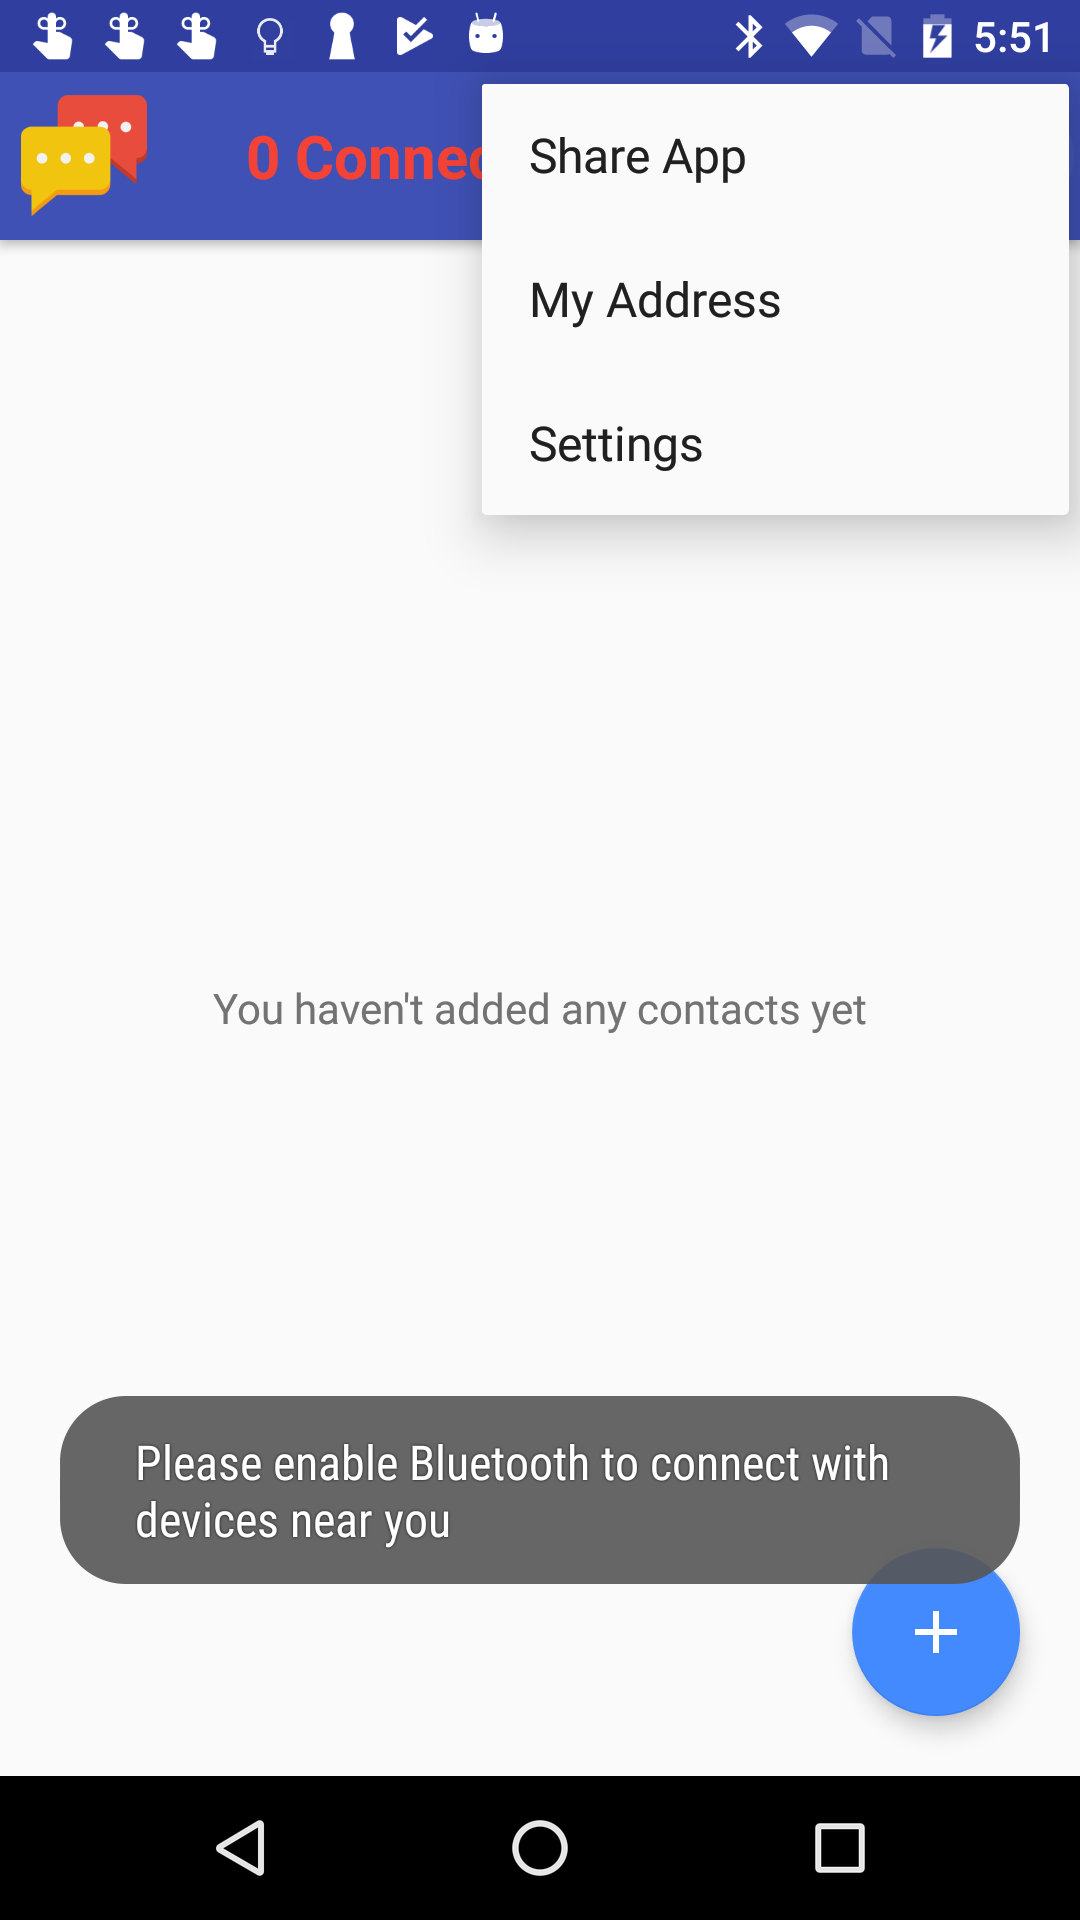 5:51
0 Connec
Share App
My Address
Settings
You haven't added any contacts yet
Please enable Bluetooth to connect with
devices near you